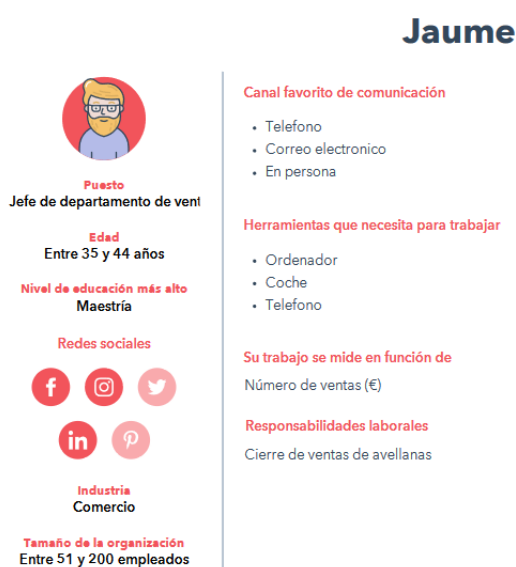 Jaume
Puesto
Jefe de departamento de vent
Edad
Entre 35 y 44 años
Nivel de educación más alto
Maestría
Redes sociales
f
in
Industria
Comercio
Tamaño de la organización
Entre 51 y 200 empleados
Canal favorito de comunicación
• Telefono
• Correo electronico
• En persona
Herramientas que necesita para trabajar
• Ordenador
• Coche
• Telefono
Su trabajo se mide en función de
Número de ventas (€)
Responsabilidades laborales
Cierre de ventas de avellanas